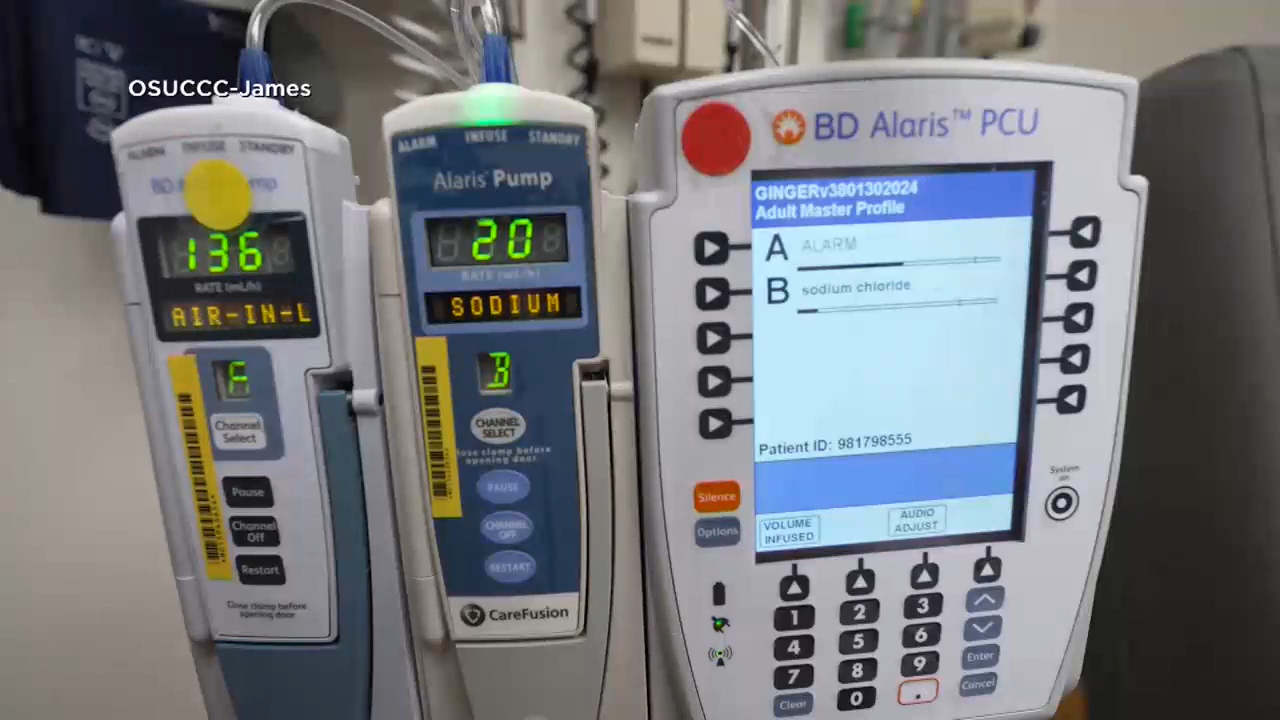 OSUCCC-James
ALARM INFUSE STANDBY
136
RATE (mL/h)
AIR-IN-L
Channel
Select
Pause
Channel
Off
Restart
Close clamp before
opening door
ALARM INFUSE STANDBY
Alaris® Pump
20
RATE (mL/h)
SODIUM
B
CHANNEL
SELECT
close clamp before
opening door
PAUSE
CHANNEL
OFF
RESTART
CareFusion
BD Alaris™ PCU
GINGERv3801302024
Adult Master Profile
A ALARM
B sodium chloride
Patient ID: 981798555
VOLUME
INFUSED
AUDIO
ADJUST
Silence
Options
System
on
1 2 3
4 5 6
7 8 9
Clear 0 .
Enter
Cancel